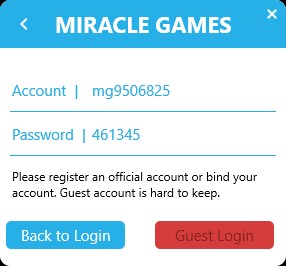 MIRACLE GAMES
Account | mg9506825
Password | 461345
Please register an official account or bind your
account. Guest account is hard to keep.
Back to Login
Guest Login